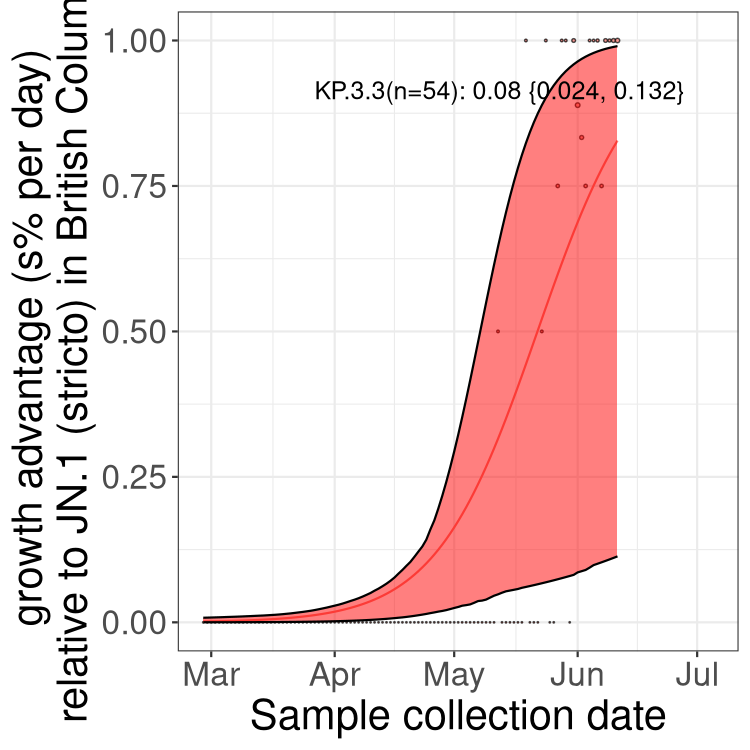 growth advantage (s% per day)
relative to JN.1 (stricto) in British Colum
1.00
0.75
0.50
0.25
0.00
KP.3.3(n=54): 0.08 {0.024, 0.132}
Mar Apr May Jun Jul
Sample collection date